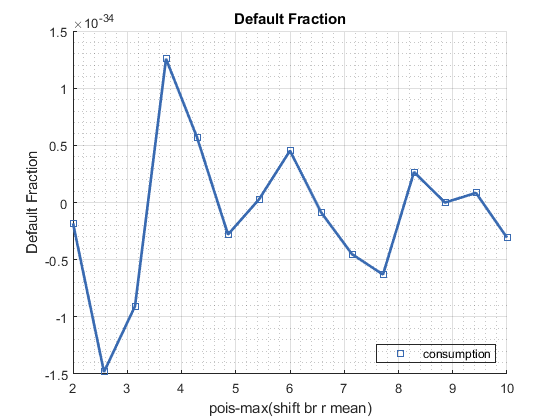 Default Fraction
×10-34
1.5
1
0.5
0
-0.5
-1
-1.5
Default Fraction
2 3 4 5 6 7 8 9 10
pois-max(shift br r mean)
consumption